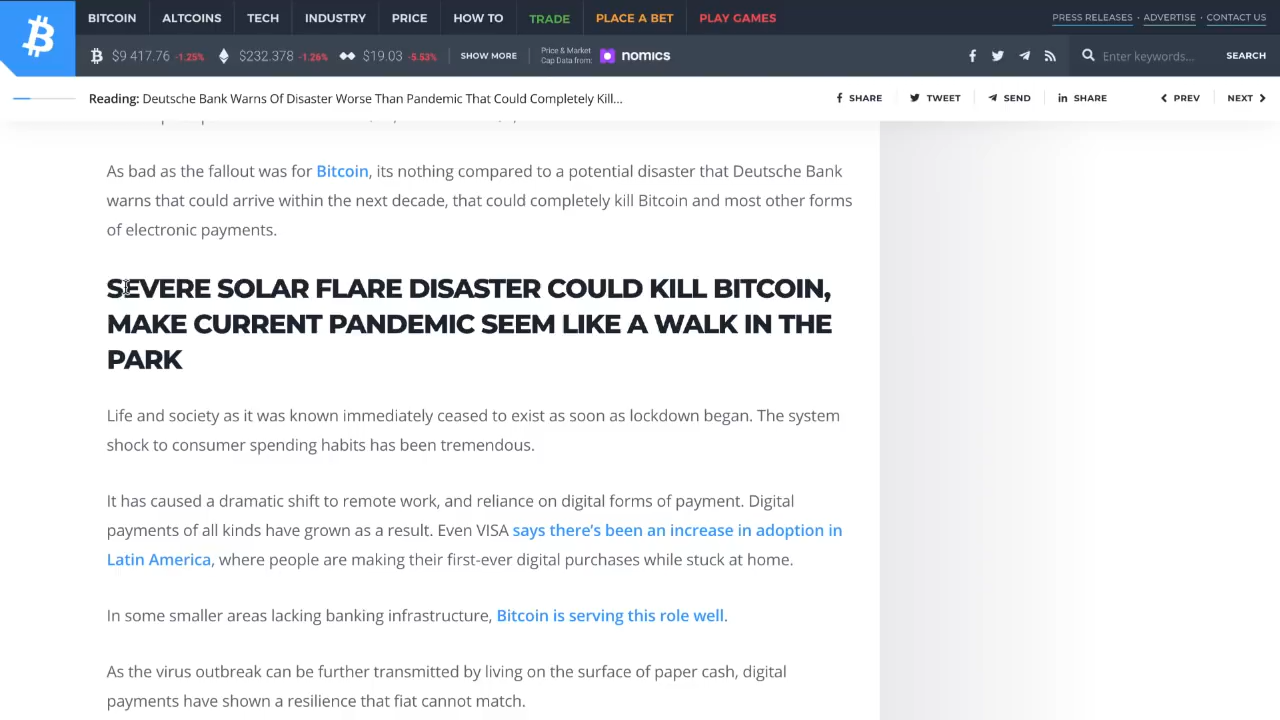 BITCOIN ALTCOINS TECH INDUSTRY PRICE HOW TO TRADE PLACE A BET PLAY GAMES PRESS RELEASES · ADVERTISE · CONTACT US
$9 417.76 -1.25% $232.378 -1.26% $19.03 -5.53% SHOW MORE Price & Market Cap Data from: nomics Enter keywords... SEARCH
Reading: Deutsche Bank Warns Of Disaster Worse Than Pandemic That Could Completely Kill... SHARE TWEET SEND SHARE PREV NEXT
As bad as the fallout was for Bitcoin, its nothing compared to a potential disaster that Deutsche Bank
warns that could arrive within the next decade, that could completely kill Bitcoin and most other forms
of electronic payments.
SEVERE SOLAR FLARE DISASTER COULD KILL BITCOIN,
MAKE CURRENT PANDEMIC SEEM LIKE A WALK IN THE
PARK
Life and society as it was known immediately ceased to exist as soon as lockdown began. The system
shock to consumer spending habits has been tremendous.
It has caused a dramatic shift to remote work, and reliance on digital forms of payment. Digital
payments of all kinds have grown as a result. Even VISA says there's been an increase in adoption in
Latin America, where people are making their first-ever digital purchases while stuck at home.
In some smaller areas lacking banking infrastructure, Bitcoin is serving this role well.
As the virus outbreak can be further transmitted by living on the surface of paper cash, digital
payments have shown a resilience that fiat cannot match.